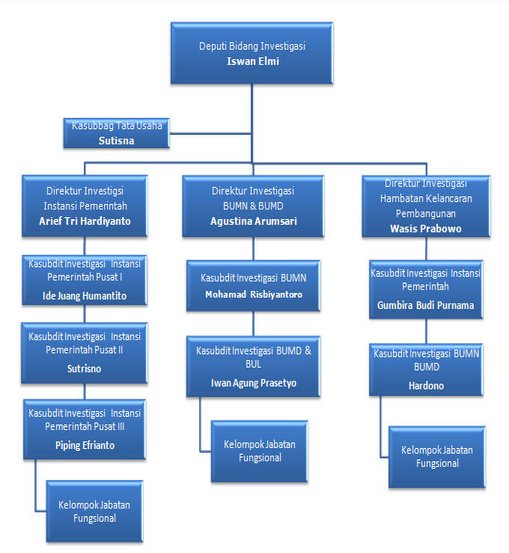 Deputi Bidang Investigasi
Iswan Elmi
Kasubbag Tata Usaha
Sutisna
Direktur Investigsi
Instansi Pemerintah
Arief Tri Hardiyanto
Direktur Investigasi
BUMN & BUMD
Agustina Arumsari
Direktur Investigasi
Hambatan Kelancaran
Pembangunan
Wasis Prabowo
Kasubdit Investigasi Instansi
Pemerintah Pusat I
Ide Juang Humantito
Kasubdit Investigasi BUMN
Mohamad Risbiyantoro
Kasubdit Investigasi Instansi
Pemerintah
Gumbira Budi Purnama
Kasubdit Investigasi Instansi
Pemerintah Pusat II
Sutrisno
Kasubdit Investigasi BUMD &
BUL
Iwan Agung Prasetyo
Kasubdit Investigasi BUMN
BUMD
Hardono
Kasubdit Investigasi Instansi
Pemerintah Pusat III
Piping Efrianto
Kelompok Jabatan
Fungsional
Kelompok Jabatan
Fungsional
Kelompok Jabatan
Fungsional